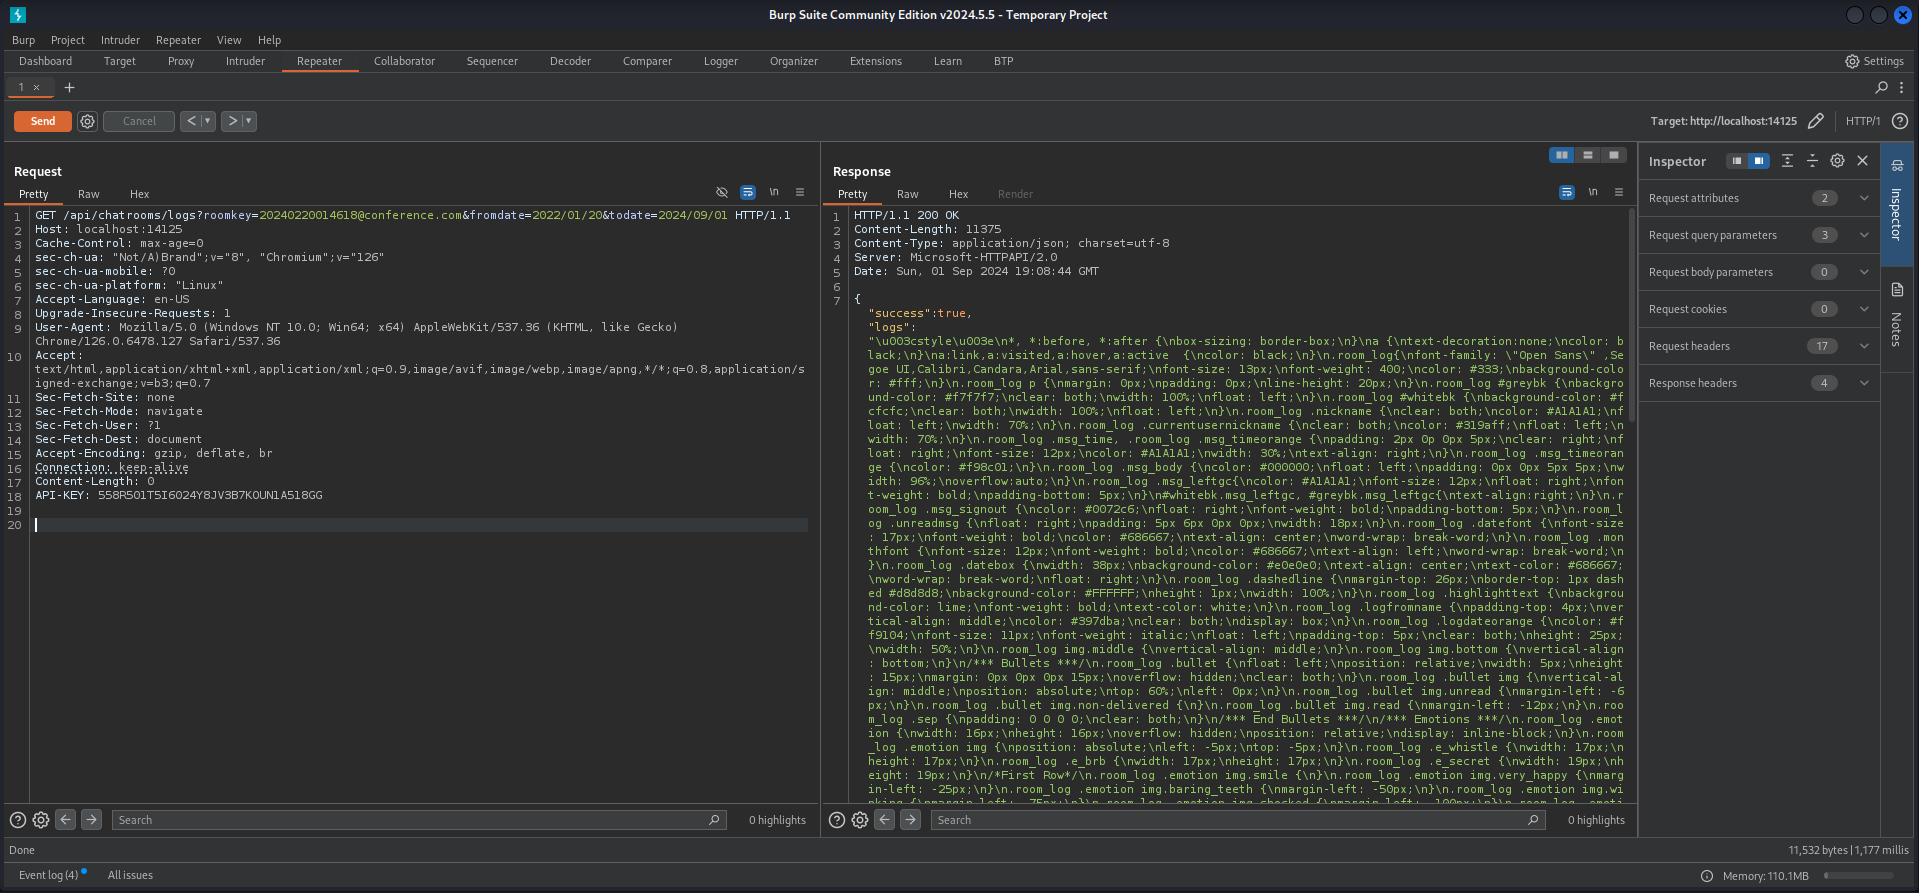 Burp Suite Community Edition v2024.5.5 - Temporary Project
Burp Project Intruder Repeater View Help
Dashboard Target Proxy Intruder Repeater Collaborator Sequencer Decoder Comparer Logger Organizer Extensions Learn BTP Settings
1 × +
Send Cancel < > Target: http://localhost:14125 HTTP/1
Request
Pretty Raw Hex \n
1 GET /api/chatrooms/logs?roomkey=20240220014618@conference.com&fromdate=2022/01/20&todate=2024/09/01 HTTP/1.1
2 Host: localhost:14125
3 Cache-Control: max-age=0
4 sec-ch-ua: "Not/A)Brand";v="8", "Chromium";v="126"
5 sec-ch-ua-mobile: ?0
6 sec-ch-ua-platform: "Linux"
7 Accept-Language: en-US
8 Upgrade-Insecure-Requests: 1
9 User-Agent: Mozilla/5.0 (Windows NT 10.0; Win64; x64) AppleWebKit/537.36 (KHTML, like Gecko)
Chrome/126.0.6478.127 Safari/537.36
10 Accept:
text/html,application/xhtml+xml,application/xml;q=0.9,image/avif,image/webp,image/apng,*/*;q=0.8,application/s
igned-exchange;v=b3;q=0.7
11 Sec-Fetch-Site: none
12 Sec-Fetch-Mode: navigate
13 Sec-Fetch-User: ?1
14 Sec-Fetch-Dest: document
15 Accept-Encoding: gzip, deflate, br
16 Connection: keep-alive
17 Content-Length: 0
18 API-KEY: 558R501T5I6024Y8JV3B7KOUN1A518GG
19
20
Search 0 highlights
Response
Pretty Raw Hex Render \n
1 HTTP/1.1 200 OK
2 Content-Length: 11375
3 Content-Type: application/json; charset=utf-8
4 Server: Microsoft-HTTPAPI/2.0
5 Date: Sun, 01 Sep 2024 19:08:44 GMT
6
7 {
"success":true,
"logs":
"\u003cstyle\u003e\n*, *:before, *:after {\nbox-sizing: border-box;\n}\na {\ntext-decoration:none;\ncolor: b
lack;\n}\na:link,a:visited,a:hover,a:active  {\ncolor: black;\n}\n.room_log{\nfont-family: \"Open Sans\" ,Se
goe UI,Calibri,Candara,Arial,sans-serif;\nfont-size: 13px;\nfont-weight: 400;\ncolor: #333;\nbackground-colo
r: #fff;\n}\n.room_log p {\nmargin: 0px;\npadding: 0px;\nline-height: 20px;\n}\n.room_log #greybk {\nbackgro
und-color: #f7f7f7;\nclear: both;\nwidth: 100%;\nfloat: left;\n}\n.room_log #whitebk {\nbackground-color: #f
cfcfc;\nclear: both;\nwidth: 100%;\nfloat: left;\n}\n.room_log .nickname {\nclear: both;\ncolor: #A1A1A1;\nf
loat: left;\nwidth: 70%;\n}\n.room_log .currentusernickname {\nclear: both;\ncolor: #319aff;\nfloat: left;\n
width: 70%;\n}\n.room_log .msg_time, .room_log .msg_timeorange {\npadding: 2px 0p 0px 5px;\nclear: right;\nf
loat: right;\nfont-size: 12px;\ncolor: #A1A1A1;\nwidth: 30%;\ntext-align: right;\n}\n.room_log .msg_timeoran
ge {\ncolor: #f98c01;\n}\n.room_log .msg_body {\ncolor: #000000;\nfloat: left;\npadding: 0px 0px 5px 5px;\nw
idth: 96%;\noverflow:auto;\n}\n.room_log .msg_leftgc{\ncolor: #A1A1A1;\nfont-size: 12px;\nfloat: right;\nfon
t-weight: bold;\npadding-bottom: 5px;\n}\n#whitebk.msg_leftgc, #greybk.msg_leftgc{\ntext-align:right;\n}\n.r
oom_log .msg_signout {\ncolor: #0072c6;\nfloat: right;\nfont-weight: bold;\npadding-bottom: 5px;\n}\n.room_l
og .unreadmsg {\nfloat: right;\npadding: 5px 6px 0px 0px;\nwidth: 18px;\n}\n.room_log .datefont {\nfont-size
: 17px;\nfont-weight: bold;\ncolor: #686667;\ntext-align: center;\nword-wrap: break-word;\n}\n.room_log .mon
thfont {\nfont-size: 12px;\nfont-weight: bold;\ncolor: #686667;\ntext-align: left;\nword-wrap: break-word;\n
}\n.room_log .datebox {\nwidth: 38px;\nbackground-color: #e0e0e0;\ntext-align: center;\ntext-color: #686667;
\nword-wrap: break-word;\nfloat: right;\n}\n.room_log .dashedline {\nmargin-top: 26px;\nborder-top: 1px dash
ed #d8d8d8;\nbackground-color: #FFFFFF;\nheight: 1px;\nwidth: 100%;\n}\n.room_log .highlighttext {\nbackgrou
nd-color: lime;\nfont-weight: bold;\ntext-color: white;\n}\n.room_log .logfromname {\npadding-top: 4px;\nver
tical-align: middle;\ncolor: #397dba;\nclear: both;\ndisplay: box;\n}\n.room_log .logdateorange {\ncolor: #f
f9104;\nfont-size: 11px;\nfont-weight: italic;\nfloat: left;\npadding-top: 5px;\nclear: both;\nheight: 25px;
\nwidth: 50%;\n}\n.room_log img.middle {\nvertical-align: middle;\n}\n.room_log img.bottom {\nvertical-align
: bottom;\n}\n/*** Bullets ***/\n.room_log .bullet {\nfloat: left;\nposition: relative;\nwidth: 5px;\nheight
: 15px;\nmargin: 0px 0px 0px 15px;\noverflow: hidden;\nclear: both;\n}\n.room_log .bullet img {\nvertical-al
ign: middle;\nposition: absolute;\ntop: 60%;\nleft: 0px;\n}\n.room_log .bullet img.unread {\nmargin-left: -6
px;\n}\n.room_log .bullet img.non-delivered {\n}\n.room_log .bullet img.read {\nmargin-left: -12px;\n}\n.roo
m_log .sep {\npadding: 0 0 0 0;\nclear: both;\n}\n/*** End Bullets ***/\n/*** Emotions ***/\n.room_log .emot
ion {\nwidth: 16px;\nheight: 16px;\noverflow: hidden;\nposition: relative;\ndisplay: inline-block;\n}\n.room
_log .emotion img {\nposition: absolute;\nleft: -5px;\ntop: -5px;\n}\n.room_log .e_whistle {\nwidth: 17px;\n
height: 17px;\n}\n.room_log .e_brb {\nwidth: 17px;\nheight: 17px;\n}\n.room_log .e_secret {\nwidth: 19px;\nh
eight: 19px;\n}\n/*First Row*/\n.room_log .emotion img.smile {\n}\n.room_log .emotion img.very_happy {\nmarg
in-left: -25px;\n}\n.room_log .emotion img.baring_teeth {\nmargin-left: -50px;\n}\n.room_log .emotion img.wi
Search 0 highlights
Inspector
Request attributes 2
Request query parameters 3
Request body parameters 0
Request cookies 0
Request headers 17
Response headers 4
Inspector
Notes
Done 11,532 bytes | 1,177 millis
Event log (4) All issues Memory: 110.1MB